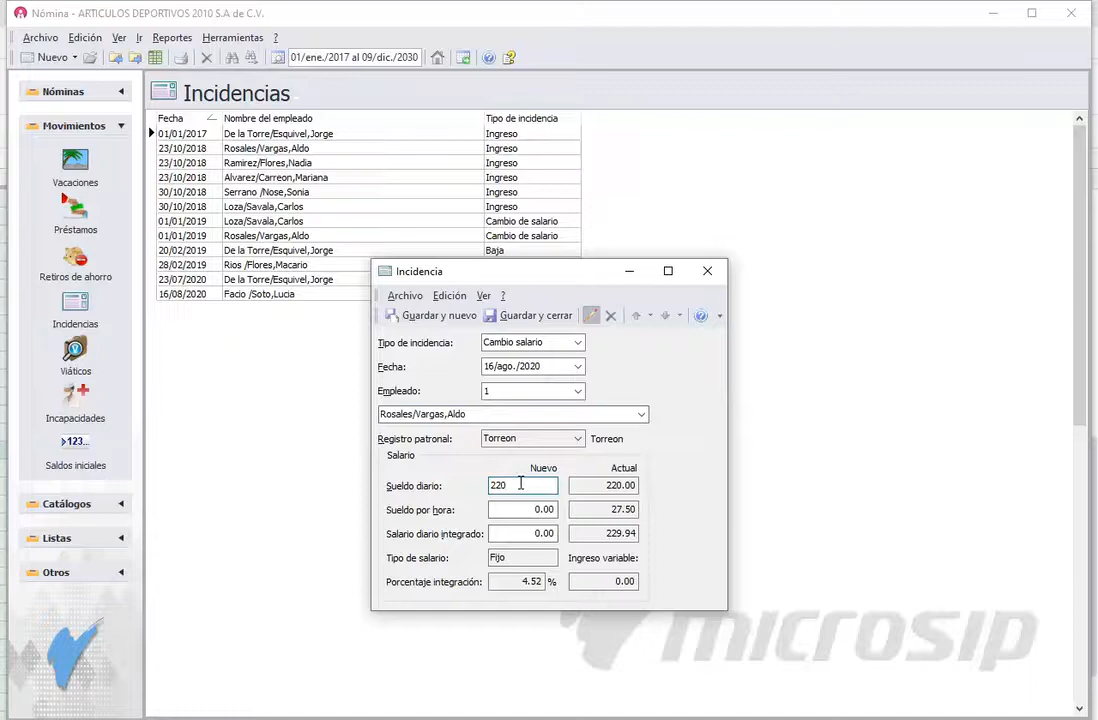 Nómina - ARTICULOS DEPORTIVOS 2010 S.A de C.V.
Archivo Edición Ver Ir Reportes Herramientas ?
Nuevo 01/ene./2017 al 09/dic./2030
Nóminas
Movimientos
Vacaciones
Préstamos
Retiros de ahorro
Incidencias
Viáticos
Incapacidades
>123...
Saldos iniciales
Catálogos
Listas
Otros
Incidencias
Fecha Nombre del empleado Tipo de incidencia
01/01/2017 De la Torre/Esquivel,Jorge Ingreso
23/10/2018 Rosales/Vargas,Aldo Ingreso
23/10/2018 Ramirez/Flores,Nadia Ingreso
23/10/2018 Alvarez/Carreon,Mariana Ingreso
30/10/2018 Serrano /Nose,Sonia Ingreso
30/10/2018 Loza/Savala,Carlos Ingreso
01/01/2019 Loza/Savala,Carlos Cambio de salario
01/01/2019 Rosales/Vargas,Aldo Cambio de salario
20/02/2019 De la Torre/Esquivel,Jorge Baja
28/02/2019 Rios /Flores,Macario
23/07/2020 De la Torre/Esquivel,Jorge
16/08/2020 Facio /Soto,Lucia
Incidencia
Archivo Edición Ver ?
Guardar y nuevo Guardar y cerrar
Tipo de incidencia: Cambio salario
Fecha: 16/ago./2020
Empleado: 1
Rosales/Vargas,Aldo
Registro patronal: Torreon Torreon
Salario
Nuevo Actual
Sueldo diario: 220 220.00
Sueldo por hora: 0.00 27.50
Salario diario integrado: 0.00 229.94
Tipo de salario: Fijo Ingreso variable:
Porcentaje integración: 4.52 % 0.00
microsip